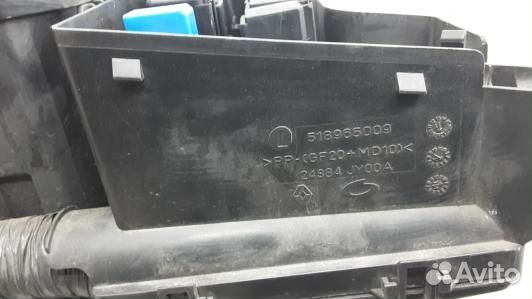 L 518965009
>PP-(GF20+MD10)<
24384 JY00A
Avito